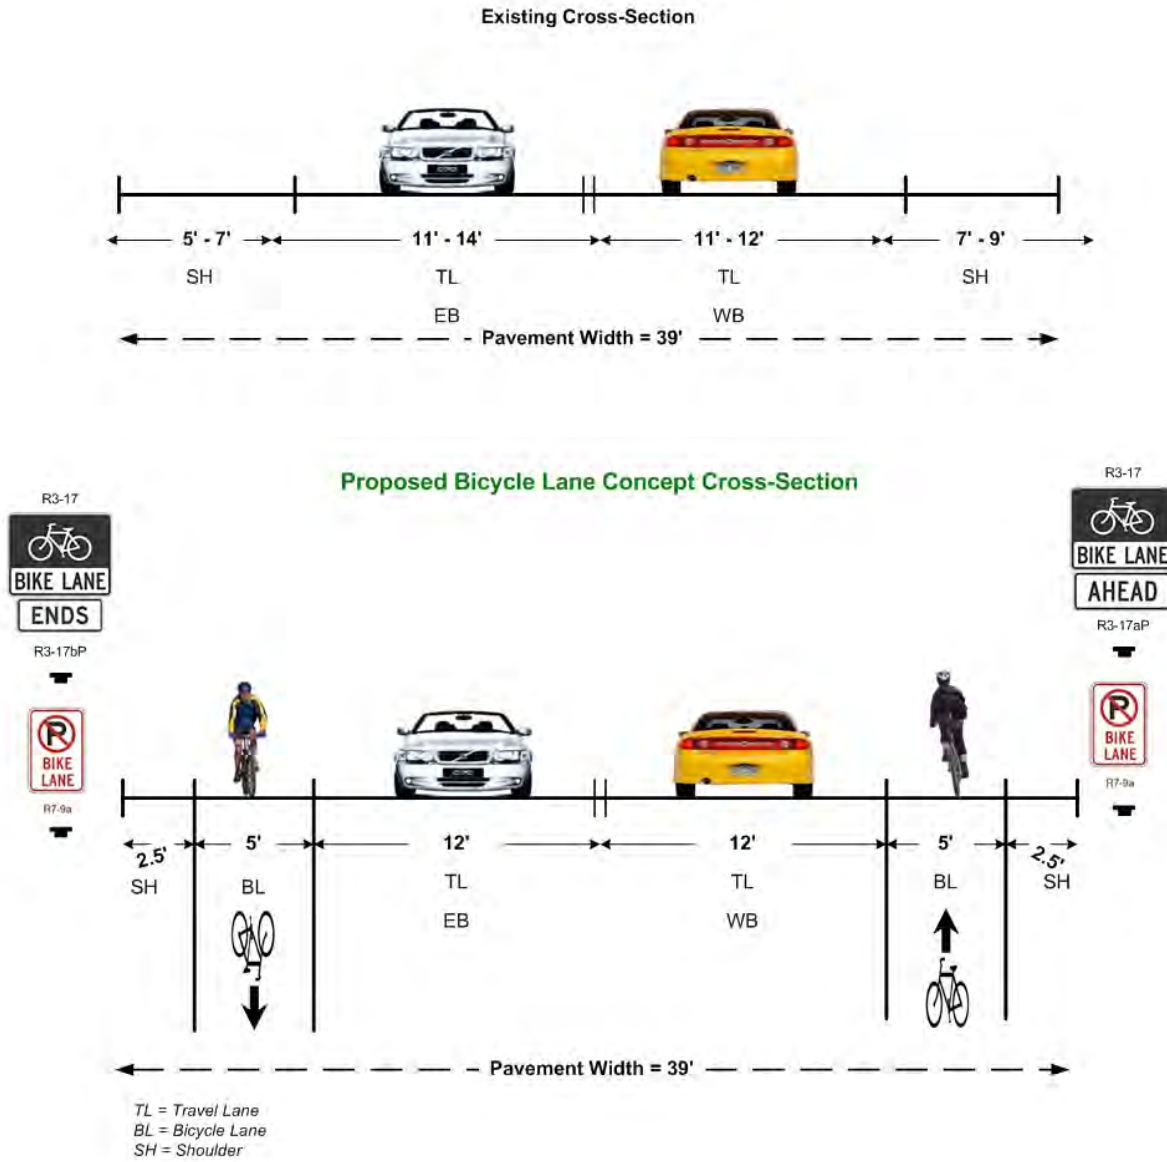 Existing Cross-Section
5' - 7' 11' - 14' 11' - 12' 7' - 9'
SH TL TL SH
EB WB
Pavement Width = 39'
Proposed Bicycle Lane Concept Cross-Section
R3-17
BIKE LANE
ENDS
R3-17bP
P
BIKE
LANE
R7-9a
R3-17
BIKE LANE
AHEAD
R3-17aP
P
BIKE
LANE
R7-9a
2.5' 5' 12' 12' 5' 2.5'
SH BL TL TL BL SH
EB WB
Pavement Width = 39'
TL = Travel Lane
BL = Bicycle Lane
SH = Shoulder